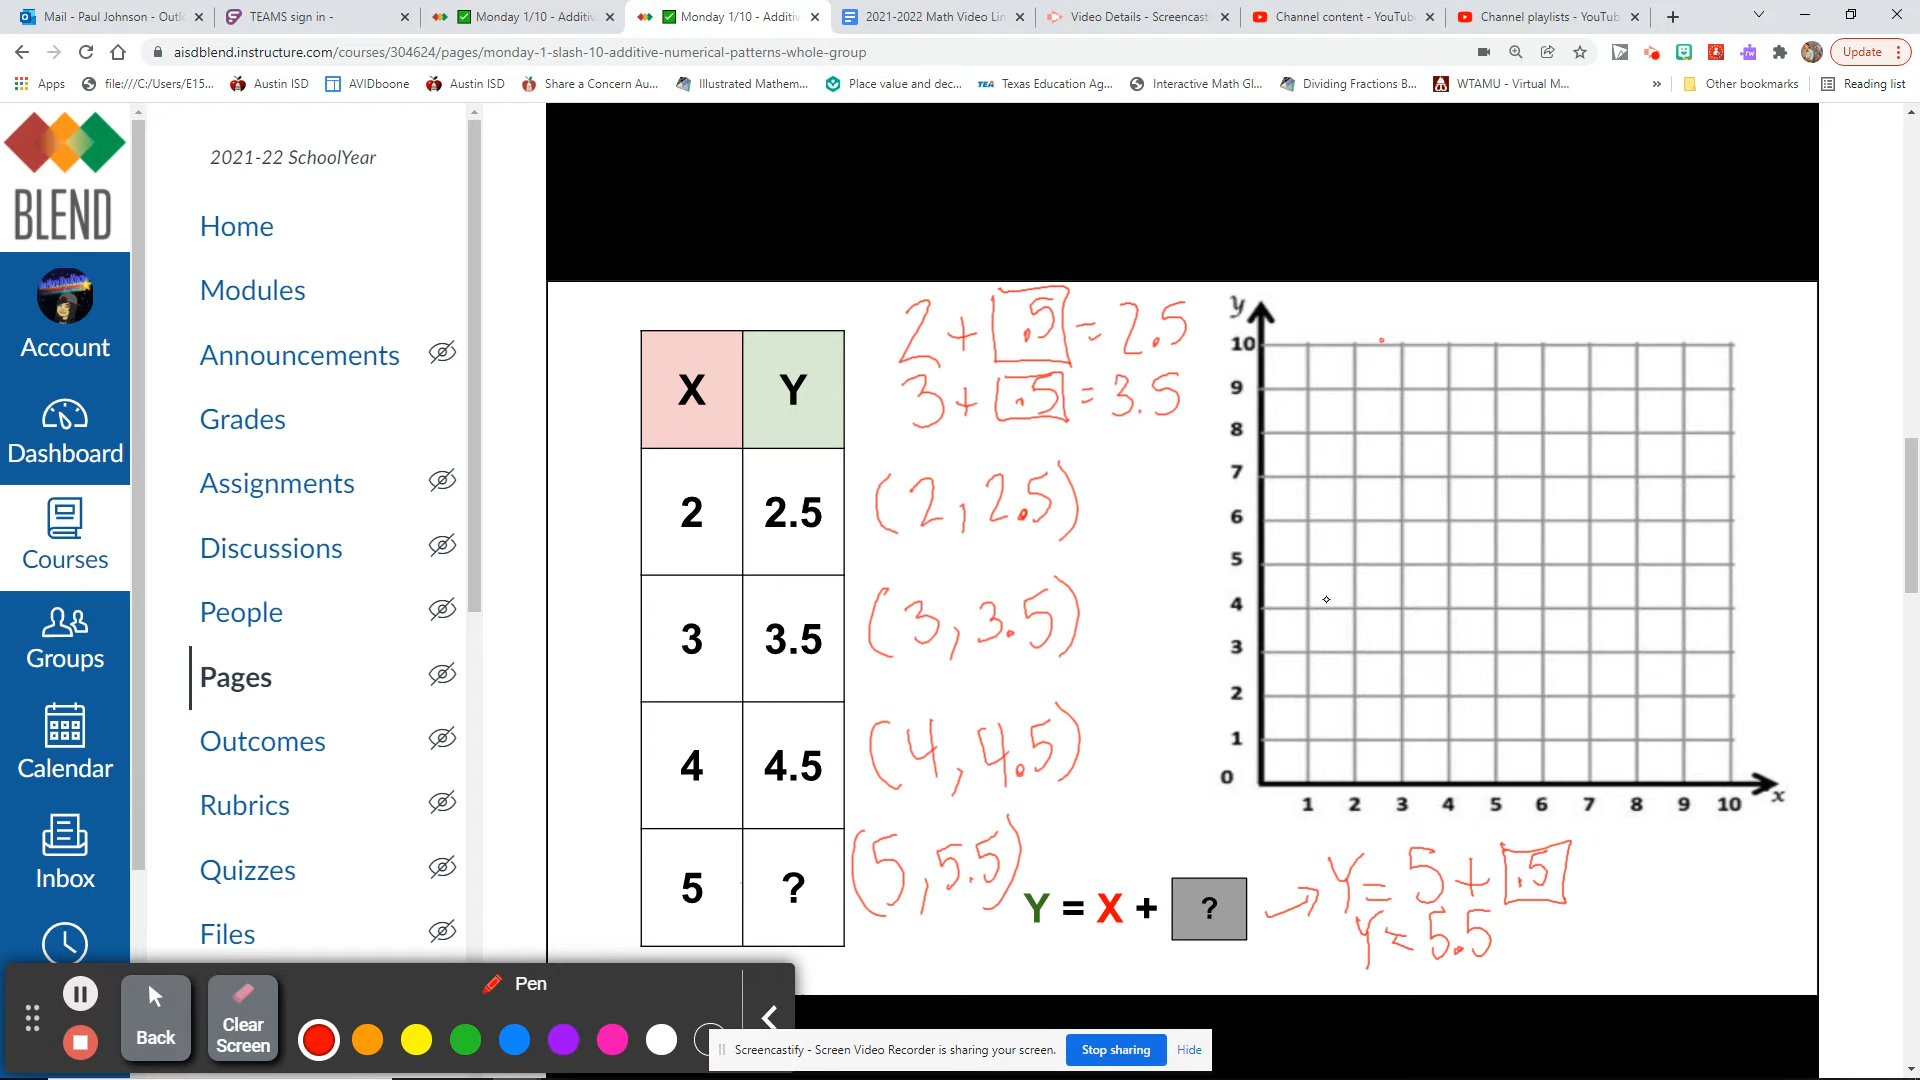 Mail - Paul Johnson - Outlo
TEAMS sign in -
Monday 1/10 - Additiv
Monday 1/10 - Additiv
2021-2022 Math Video Lin
Video Details - Screencast
Channel content - YouTub
Channel playlists - YouTub
aisdblend.instructure.com/courses/304624/pages/monday-1-slash-10-additive-numerical-patterns-whole-group
Update
Apps
file:///C:/Users/E15...
Austin ISD
AVIDboone
Austin ISD
Share a Concern Au...
Illustrated Mathem...
Place value and dec...
TEA Texas Education Ag...
Interactive Math Gl...
Dividing Fractions B...
WTAMU - Virtual M...
»
Other bookmarks
Reading list
BLEND
Account
Dashboard
Courses
Groups
Calendar
Inbox
2021-22 SchoolYear
Home
Modules
Announcements
Grades
Assignments
Discussions
People
Pages
Outcomes
Rubrics
Quizzes
Files
X Y
2 2.5
3 3.5
4 4.5
5 ?
2 + .5 = 2.5
3 + .5 = 3.5
(2, 2.5)
(3, 3.5)
(4, 4.5)
(5, 5.5)
Y = X + ?
y
10
9
8
7
6
5
4
3
2
1
0
1 2 3 4 5 6 7 8 9 10
x
Y = 5 + .5
Y = 5.5
Pen
Back
Clear Screen
Screencastify - Screen Video Recorder is sharing your screen.
Stop sharing
Hide